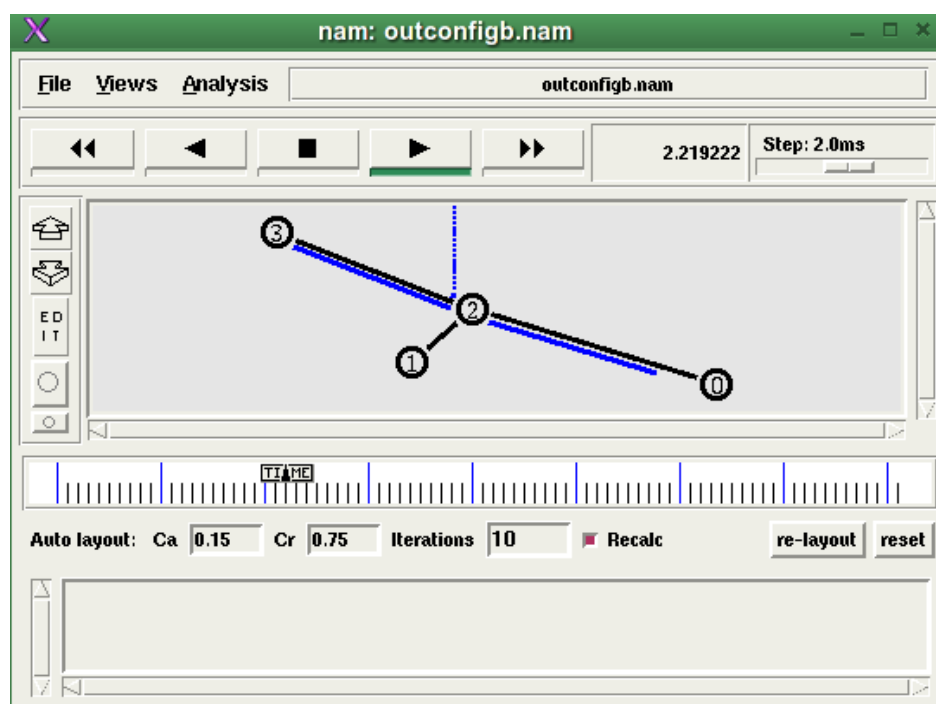 nam: outconfigb.nam
File Views Analysis outconfigb.nam
2.219222 Step: 2.0ms
ED
IT
3
2
1
0
TIME
Auto layout: Ca 0.15 Cr 0.75 Iterations 10 Recalc re-layout reset